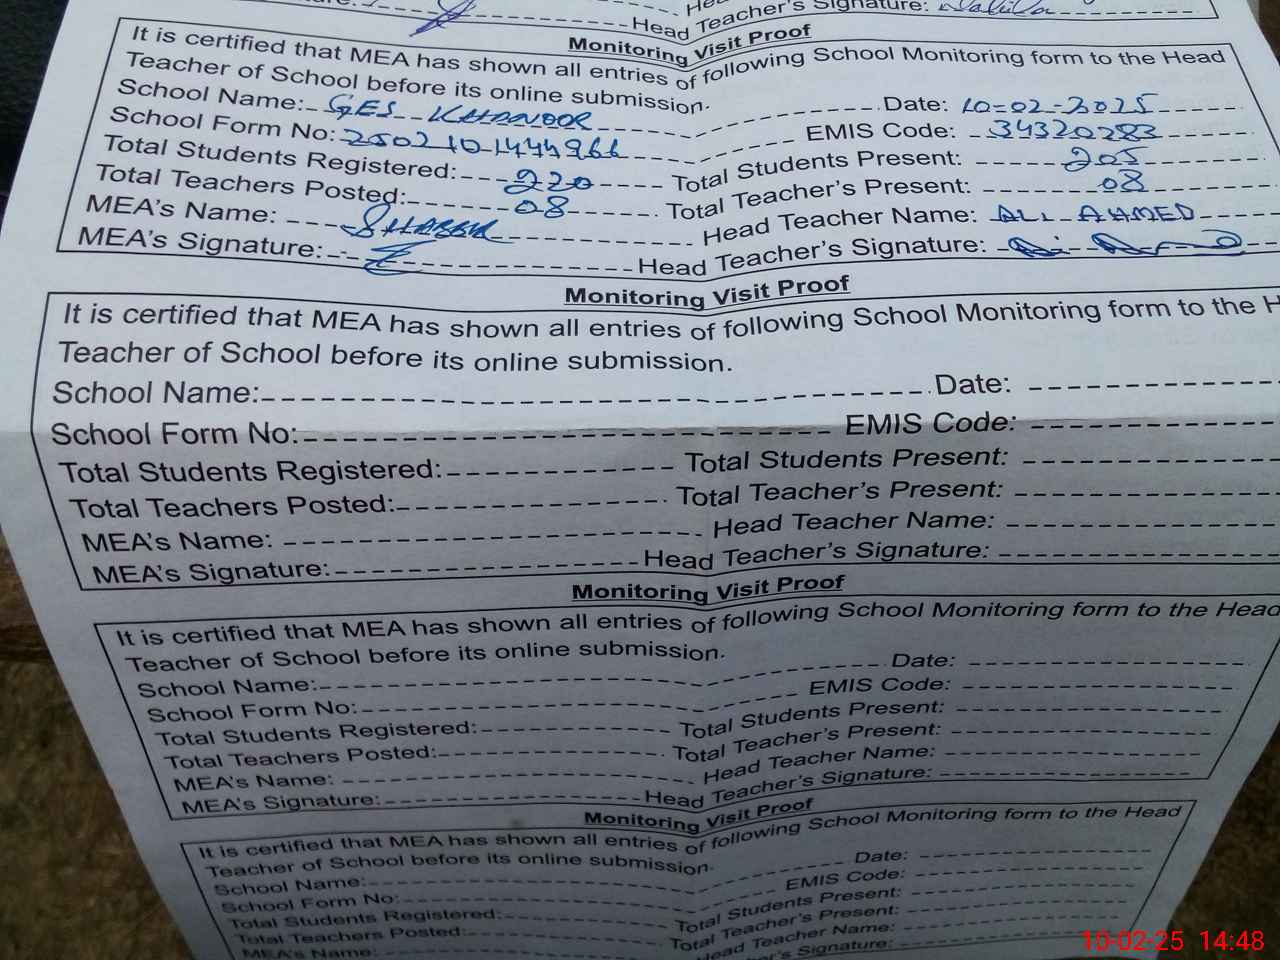 Head Teacher's Signature:
Monitoring Visit Proof
It is certified that MEA has shown all entries of following School Monitoring form to the Head
Teacher of School before its online submission.
School Name: GES KHANOOR Date: 10-02-2025
School Form No: 2502101444966 EMIS Code: 34320283
Total Students Registered: 220 Total Students Present: 205
Total Teachers Posted: 08 Total Teacher's Present: 08
MEA's Name: Head Teacher Name: ALI AHMED
MEA's Signature: Head Teacher's Signature:
Monitoring Visit Proof
It is certified that MEA has shown all entries of following School Monitoring form to the H
Teacher of School before its online submission.
School Name: Date:
School Form No: EMIS Code:
Total Students Registered: Total Students Present:
Total Teachers Posted: Total Teacher's Present:
MEA's Name: Head Teacher Name:
MEA's Signature: Head Teacher's Signature:
Monitoring Visit Proof
It is certified that MEA has shown all entries of following School Monitoring form to the Head
Teacher of School before its online submission.
School Name: Date:
School Form No: EMIS Code:
Total Students Registered: Total Students Present:
Total Teachers Posted: Total Teacher's Present:
MEA's Name: Head Teacher Name:
MEA's Signature: Head Teacher's Signature:
Monitoring Visit Proof
It is certified that MEA has shown all entries of following School Monitoring form to the Head
Teacher of School before its online submission.
School Name: Date:
School Form No: EMIS Code:
Total Students Registered: Total Students Present:
Total Teachers Posted: Total Teacher's Present:
MEA's Name: Head Teacher Name:
Head Teacher's Signature:
10-02-25 14:48